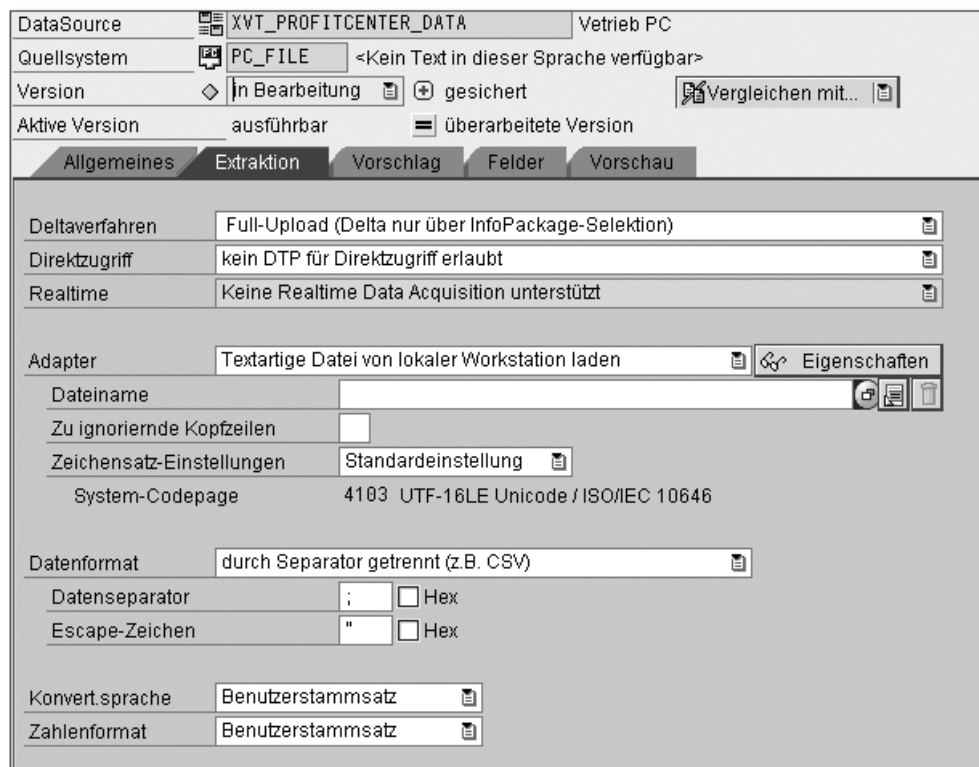 DataSource XVT_PROFITCENTER_DATA Vetrieb PC
Quellsystem PC_FILE <Kein Text in dieser Sprache verfügbar>
Version In Bearbeitung gesichert Vergleichen mit...
Aktive Version ausführbar = überarbeitete Version
Allgemeines Extraktion Vorschlag Felder Vorschau
Deltaverfahren Full-Upload (Delta nur über InfoPackage-Selektion)
Direktzugriff kein DTP für Direktzugriff erlaubt
Realtime Keine Realtime Data Acquisition unterstützt
Adapter Textartige Datei von lokaler Workstation laden Eigenschaften
Dateiname
Zu ignoriernde Kopfzeilen
Zeichensatz-Einstellungen Standardeinstellung
System-Codepage 4103 UTF-16LE Unicode / ISO/IEC 10646
Datenformat durch Separator getrennt (z.B. CSV)
Datenseparator ; Hex
Escape-Zeichen " Hex
Konvert.sprache Benutzerstammsatz
Zahlenformat Benutzerstammsatz